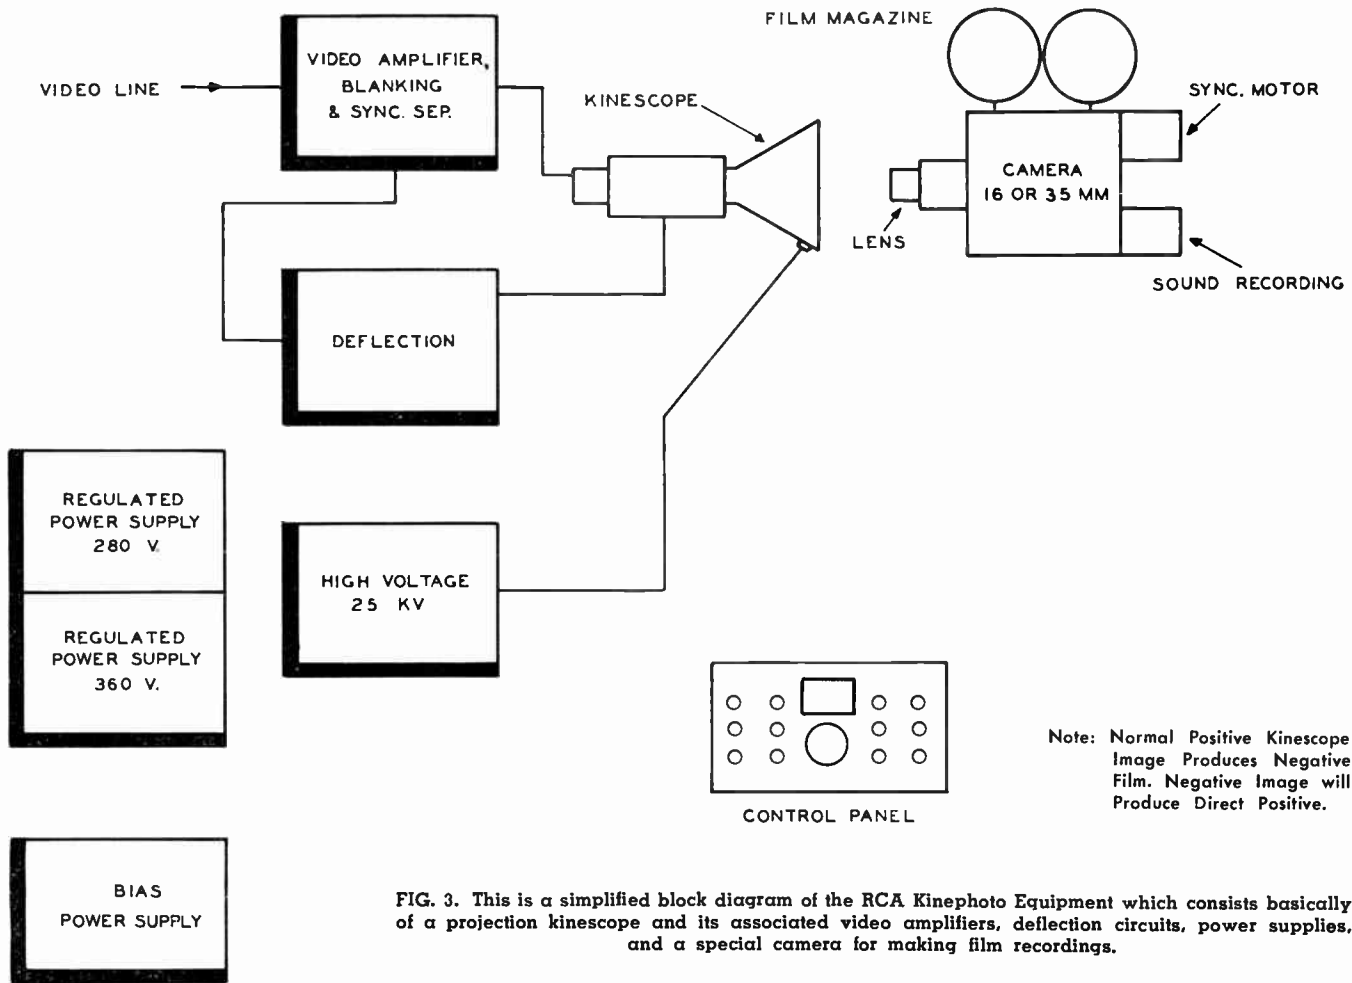 FILM MAGAZINE
VIDEO LINE
VIDEO AMPLIFIER,
BLANKING
& SYNC. SEP.
KINESCOPE
SYNC. MOTOR
CAMERA
16 OR 35 MM
LENS
SOUND RECORDING
DEFLECTION
REGULATED
POWER SUPPLY
280 V.
HIGH VOLTAGE
25 KV
REGULATED
POWER SUPPLY
360 V.
CONTROL PANEL
Note: Normal Positive Kinescope
Image Produces Negative
Film. Negative Image will
Produce Direct Positive.
BIAS
POWER SUPPLY
FIG. 3. This is a simplified block diagram of the RCA Kinephoto Equipment which consists basically
of a projection kinescope and its associated video amplifiers, deflection circuits, power supplies,
and a special camera for making film recordings.